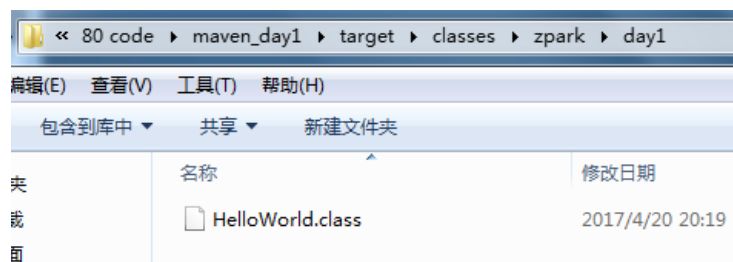 « 80 code ▸ maven_day1 ▸ target ▸ classes ▸ zpark ▸ day1
编辑(E) 查看(V) 工具(T) 帮助(H)
包含到库中 共享 新建文件夹
名称 修改日期
夹
HelloWorld.class 2017/4/20 20:19
载
面